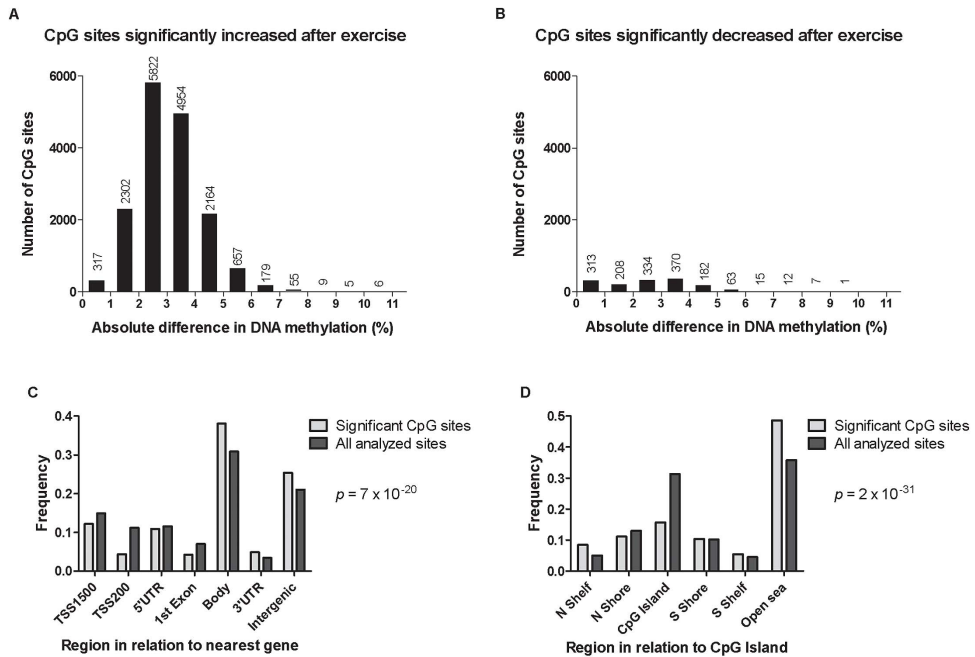 A
CpG sites significantly increased after exercise
Number of CpG sites
6000
4000
2000
0
317
2302
5822
4954
2164
657
179
55
9
5
6
0 1 2 3 4 5 6 7 8 9 10 11
Absolute difference in DNA methylation (%)
B
CpG sites significantly decreased after exercise
Number of CpG sites
6000
4000
2000
0
313
208
334
370
182
63
15
12
7
1
0 1 2 3 4 5 6 7 8 9 10 11
Absolute difference in DNA methylation (%)
C
Frequency
0.4
0.3
0.2
0.1
0.0
Significant CpG sites
All analyzed sites
p = 7 x 10-20
TSS1500
TSS200
5'UTR
1st Exon
Body
3'UTR
Intergenic
Region in relation to nearest gene
D
Frequency
0.5
0.4
0.3
0.2
0.1
0.0
Significant CpG sites
All analyzed sites
p = 2 x 10-31
N Shelf
N Shore
CpG Island
S Shore
S Shelf
Open sea
Region in relation to CpG Island